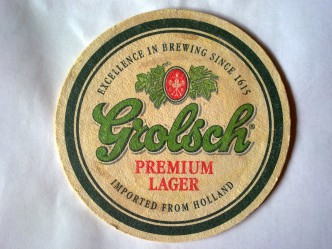 EXCELLENCE IN BREWING SINCE 1615
Grolsch®
PREMIUM
LAGER
IMPORTED FROM HOLLAND